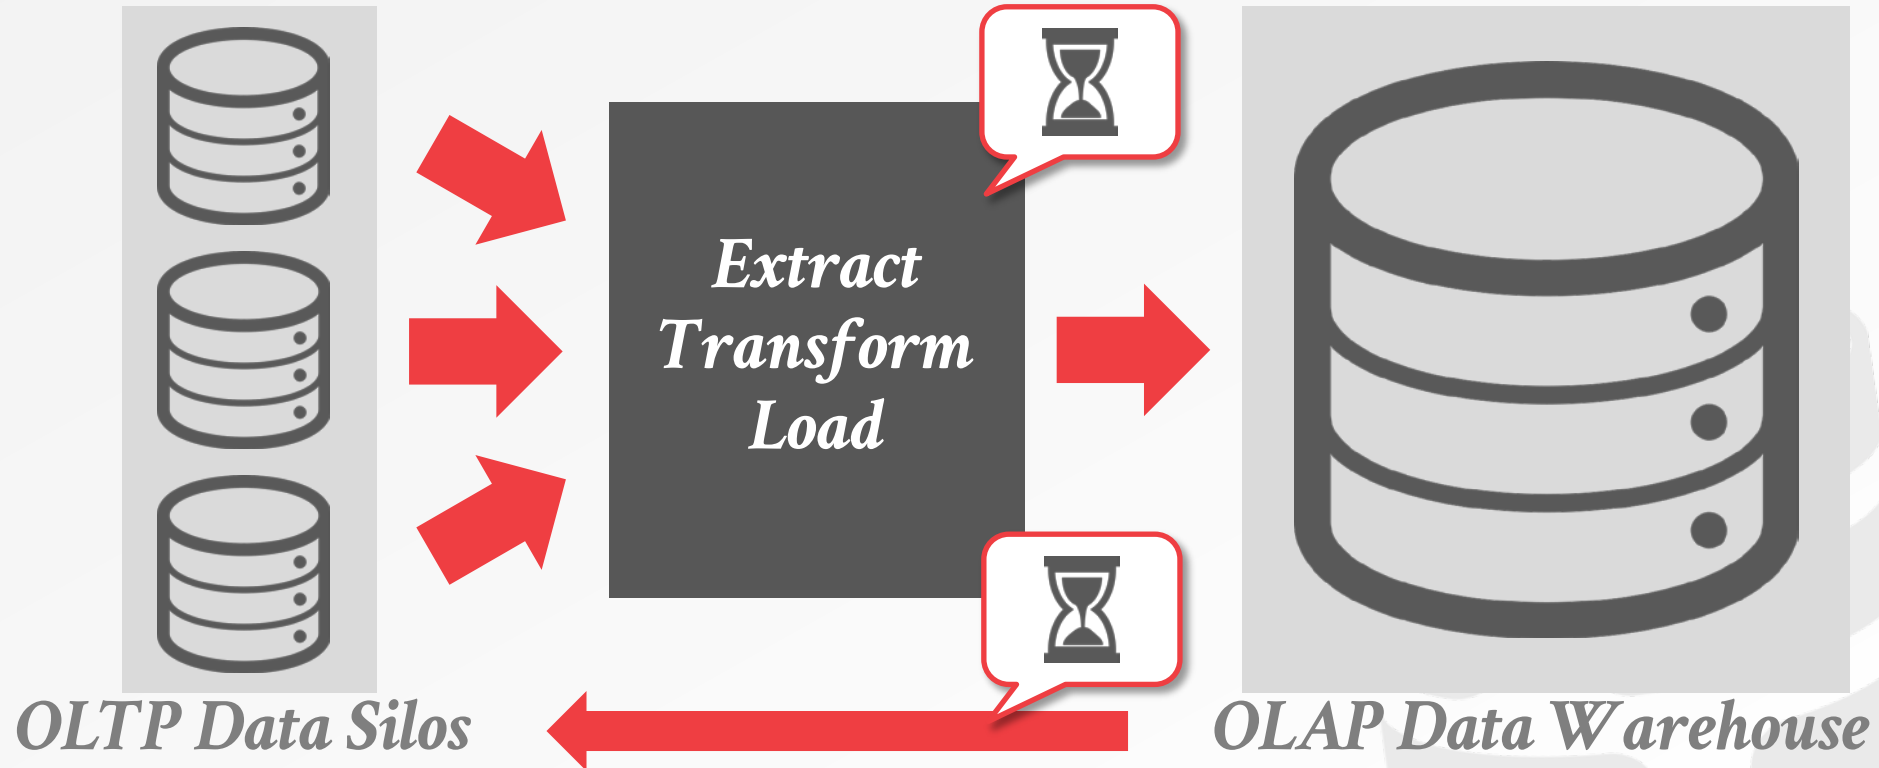 Extract
Transform
Load
OLTP Data Silos
OLAP Data Warehouse